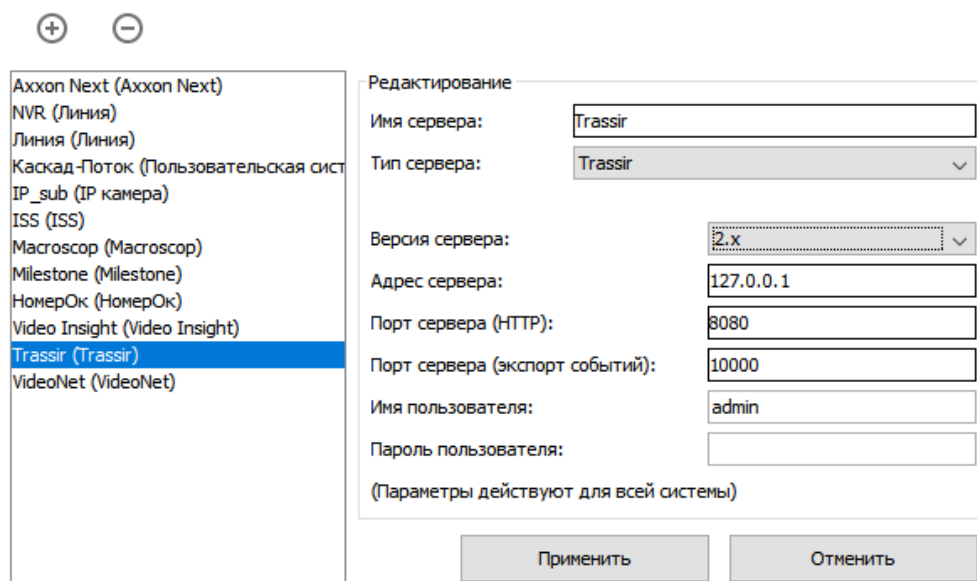 Axxon Next (Axxon Next)
NVR (Линия)
Линия (Линия)
Каскад-Поток (Пользовательская сист
IP_sub (IP камера)
ISS (ISS)
Macroscop (Macroscop)
Milestone (Milestone)
НомерОк (НомерОк)
Video Insight (Video Insight)
Trassir (Trassir)
VideoNet (VideoNet)
Редактирование
Имя сервера: Trassir
Тип сервера: Trassir
Версия сервера: 2.x
Адрес сервера: 127.0.0.1
Порт сервера (HTTP): 8080
Порт сервера (экспорт событий): 10000
Имя пользователя: admin
Пароль пользователя:
(Параметры действуют для всей системы)
Применить Отменить